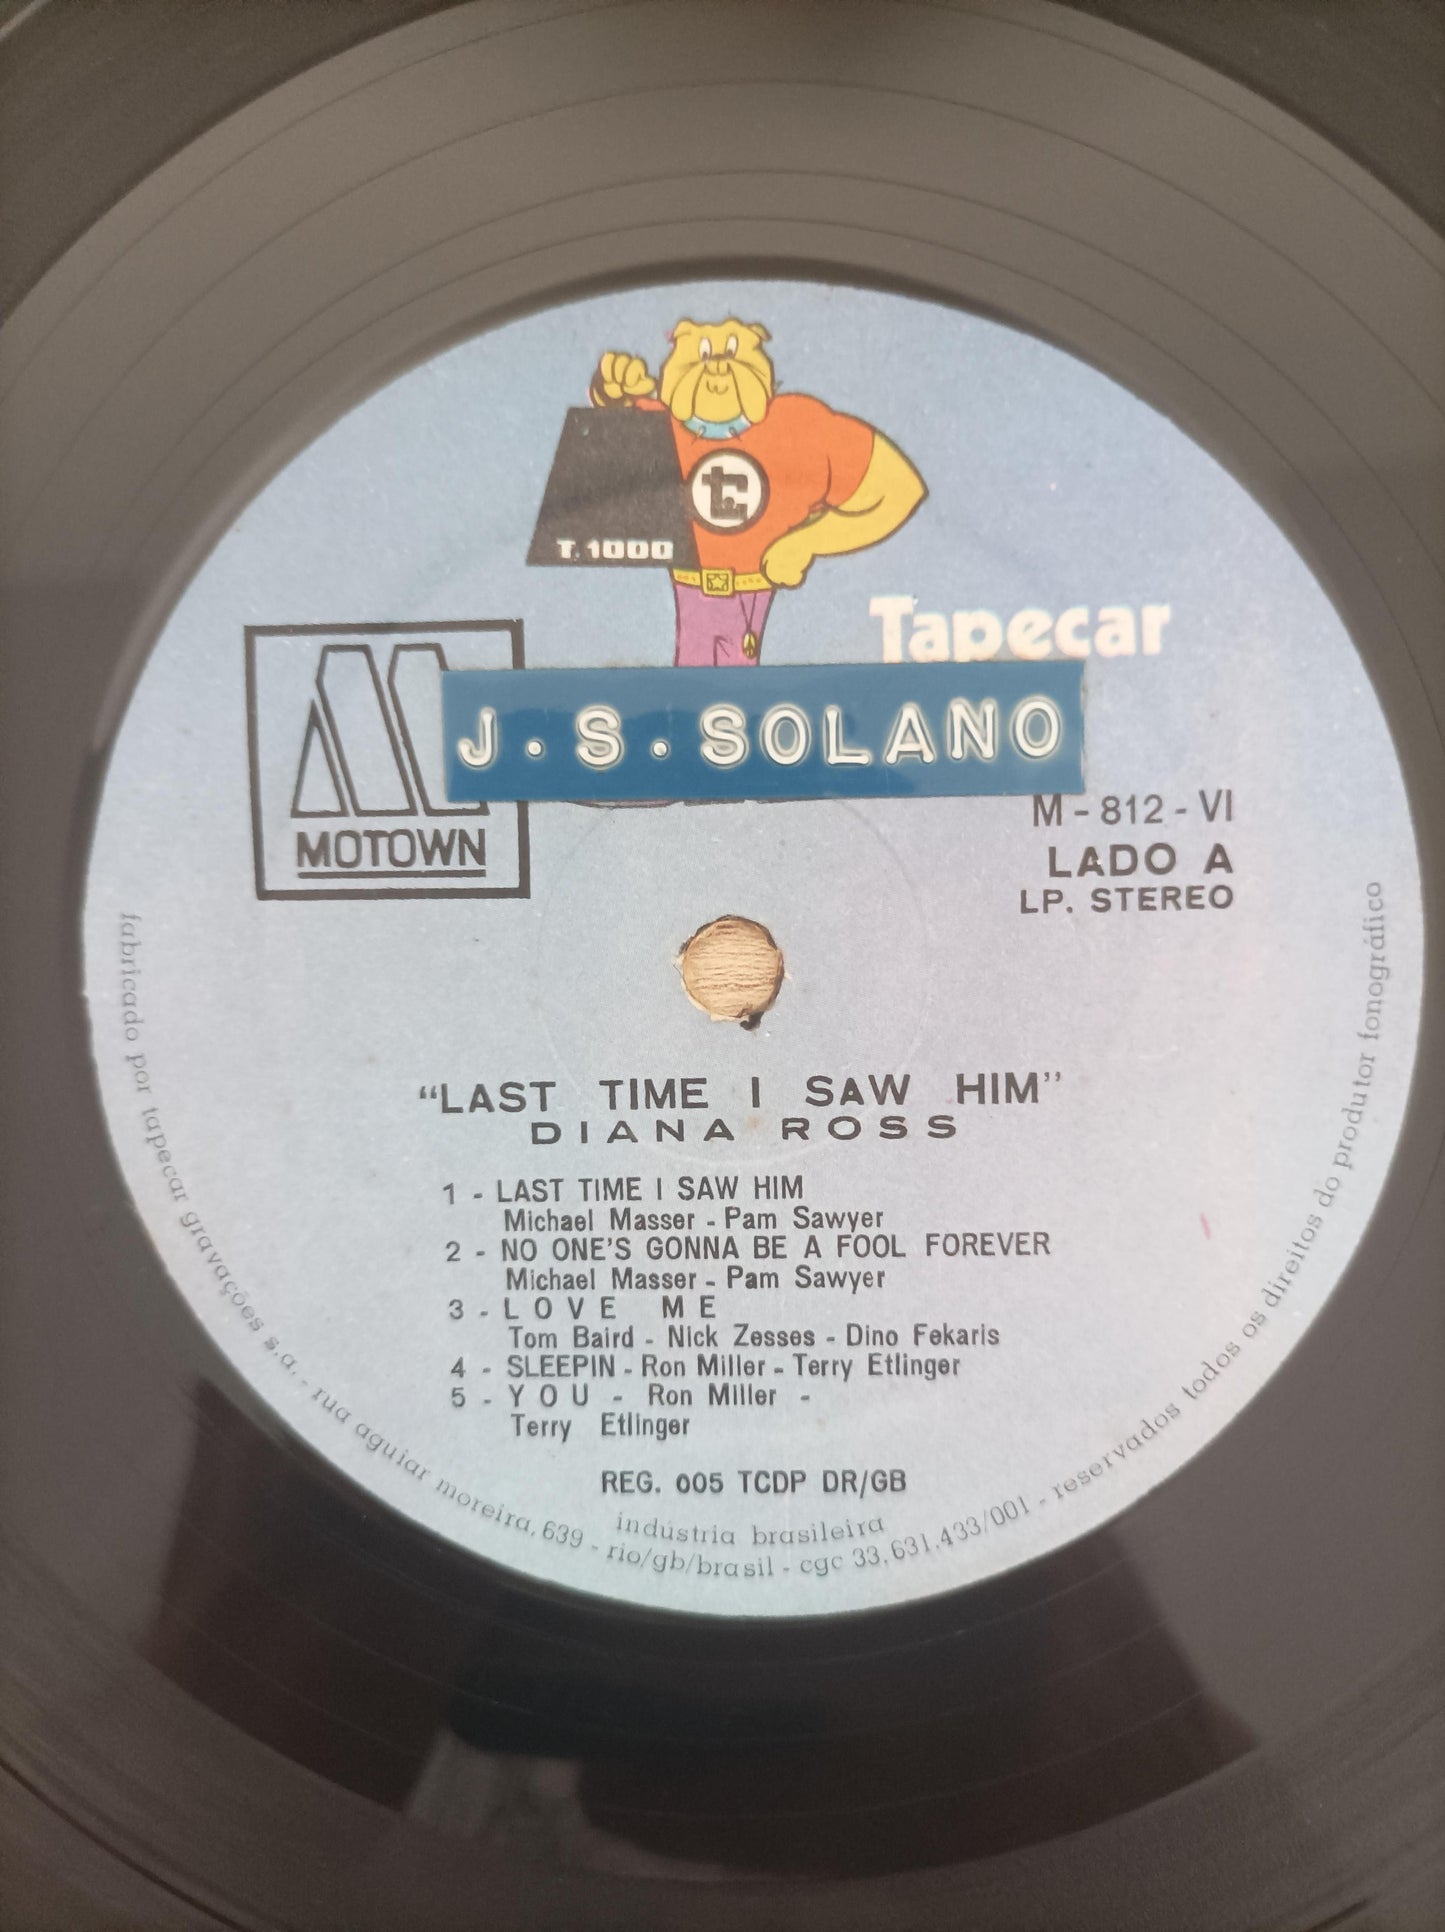 T.1000
Tapecar
J.S.SOLANO
MOTOWN
M-812-VI
LADO A
LP. STEREO
“LAST TIME I SAW HIM”
DIANA ROSS
1 - LAST TIME I SAW HIM
Michael Masser - Pam Sawyer
2 - NO ONE'S GONNA BE A FOOL FOREVER
Michael Masser - Pam Sawyer
3 - LOVE ME
Tom Baird - Nick Zesses - Dino Fekaris
4 - SLEEPIN - Ron Miller - Terry Etlinger
5 - YOU - Ron Miller -
Terry Etlinger
REG. 005 TCDP DR/GB
indústria brasileira
fabricado por tapecar gravações s.a. - rua aguiar moreira, 639 - rio/gb/brasil - cgc 33.631.433/001 - reservados todos os direitos do produtor fonográfico